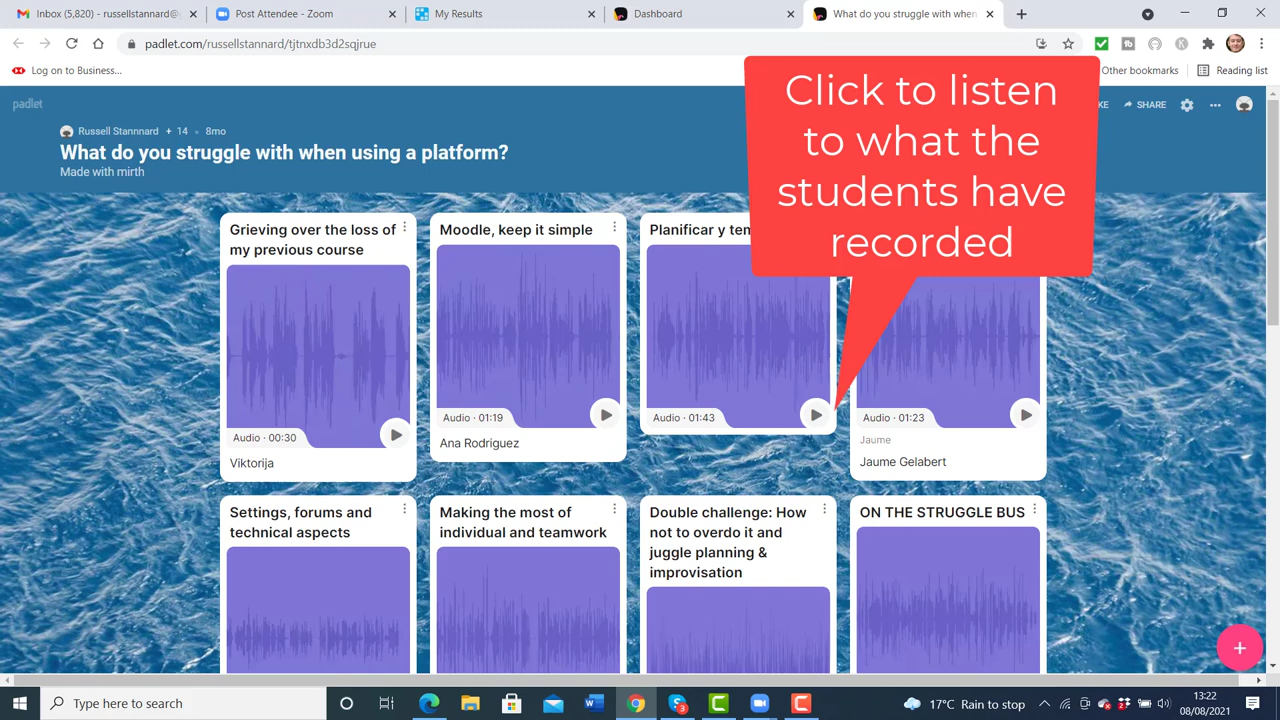 Inbox (5,820) - russellstannard@
Post Attendee - Zoom
My Results
Dashboard
What do you struggle with when
padlet.com/russellstannard/tjtnxdb3d2sqjrue
Log on to Business...
Other bookmarks
Reading list
padlet
SHARE
Russell Stannnard + 14 • 8mo
What do you struggle with when using a platform?
Made with mirth
Click to listen
to what the
students have
recorded
Grieving over the loss of
my previous course
Audio · 00:30
Viktorija
Moodle, keep it simple
Audio · 01:19
Ana Rodriguez
Planificar y
Audio · 01:43
Audio · 01:23
Jaume
Jaume Gelabert
Settings, forums and
technical aspects
Making the most of
individual and teamwork
Double challenge: How
not to overdo it and
juggle planning &
improvisation
ON THE STRUGGLE BUS
+
Type here to search
3
17°C Rain to stop
13:22
08/08/2021